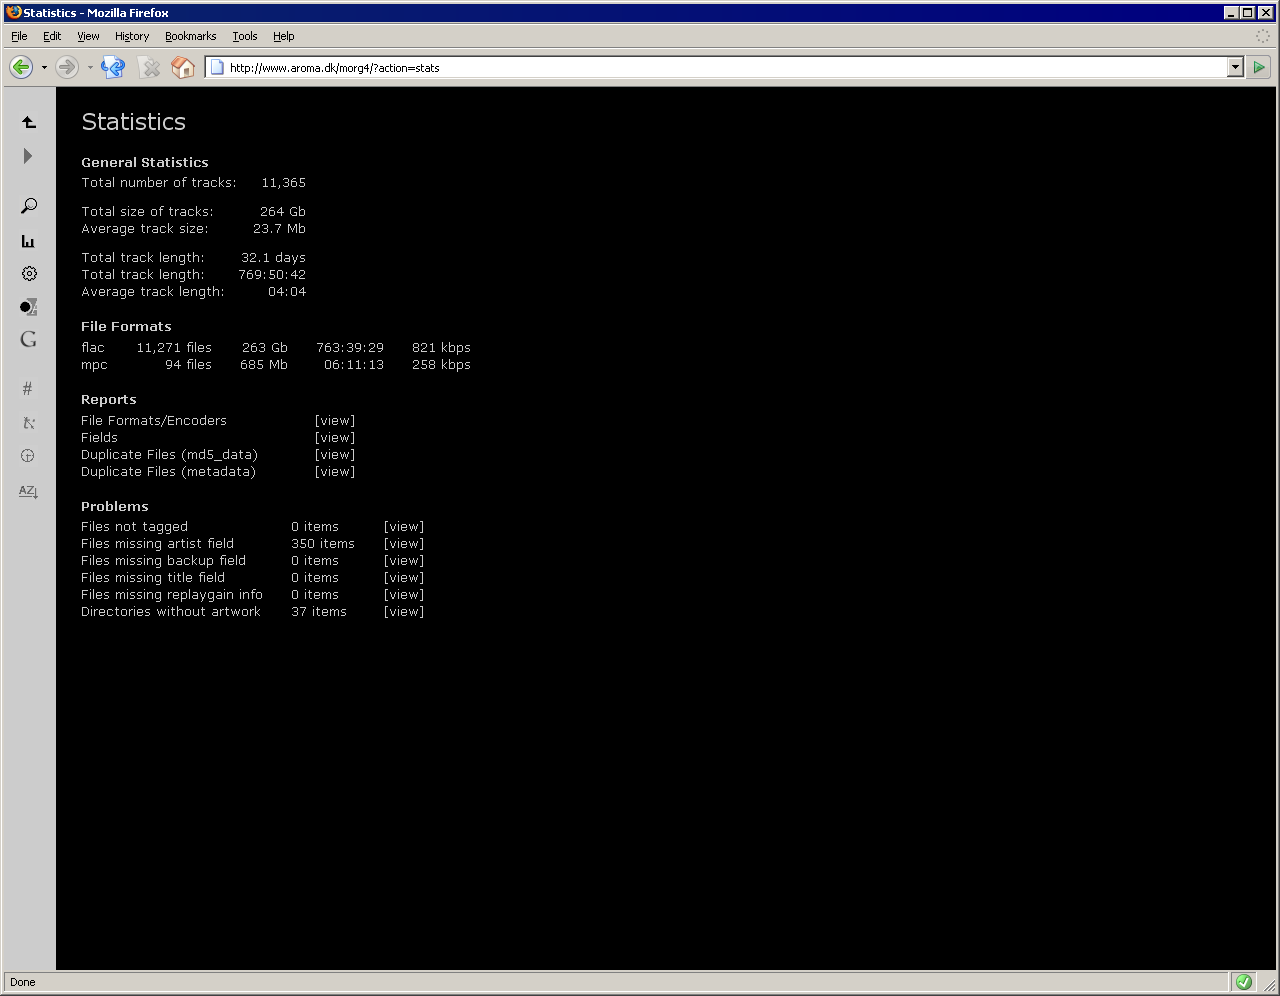 Statistics - Mozilla Firefox
File Edit View History Bookmarks Tools Help
http://www.aroma.dk/morg4/?action=stats
Statistics
General Statistics
Total number of tracks: 11,365
Total size of tracks: 264 Gb
Average track size: 23.7 Mb
Total track length: 32.1 days
Total track length: 769:50:42
Average track length: 04:04
File Formats
flac 11,271 files 263 Gb 763:39:29 821 kbps
mpc 94 files 685 Mb 06:11:13 258 kbps
Reports
File Formats/Encoders [view]
Fields [view]
Duplicate Files (md5_data) [view]
Duplicate Files (metadata) [view]
Problems
Files not tagged 0 items [view]
Files missing artist field 350 items [view]
Files missing backup field 0 items [view]
Files missing title field 0 items [view]
Files missing replaygain info 0 items [view]
Directories without artwork 37 items [view]
G
#
AZ
Done